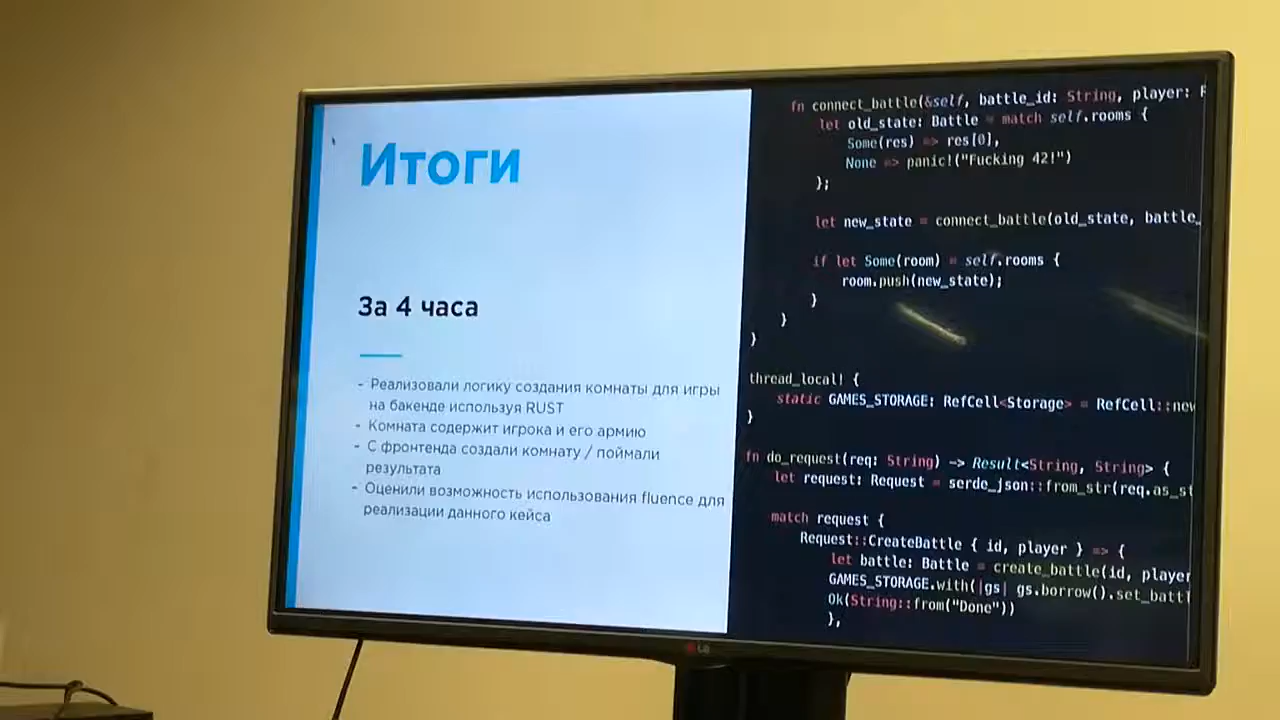 Итоги
За 4 часа
- Реализовали логику создания комнаты для игры
на бакенде используя RUST
- Комната содержит игрока и его армию
- С фронтенда создали комнату / поймали
результата
- Оценили возможность использования fluence для
реализации данного кейса
fn connect_battle(&self, battle_id: String, player:
let old_state: Battle = match self.rooms {
Some(res) => res[0],
None => panic!("Fucking 42!")
};
let new_state = connect_battle(old_state, battle_
if let Some(room) = self.rooms {
room.push(new_state);
}
}
}
thread_local! {
static GAMES_STORAGE: RefCell<Storage> = RefCell::new
}
fn do_request(req: String) -> Result<String, String> {
let request: Request = serde_json::from_str(req.as_st
match request {
Request::CreateBattle { id, player } => {
let battle: Battle = create_battle(id, player
GAMES_STORAGE.with(|gs| gs.borrow().set_battl
Ok(String::from("Done"))
},
LG